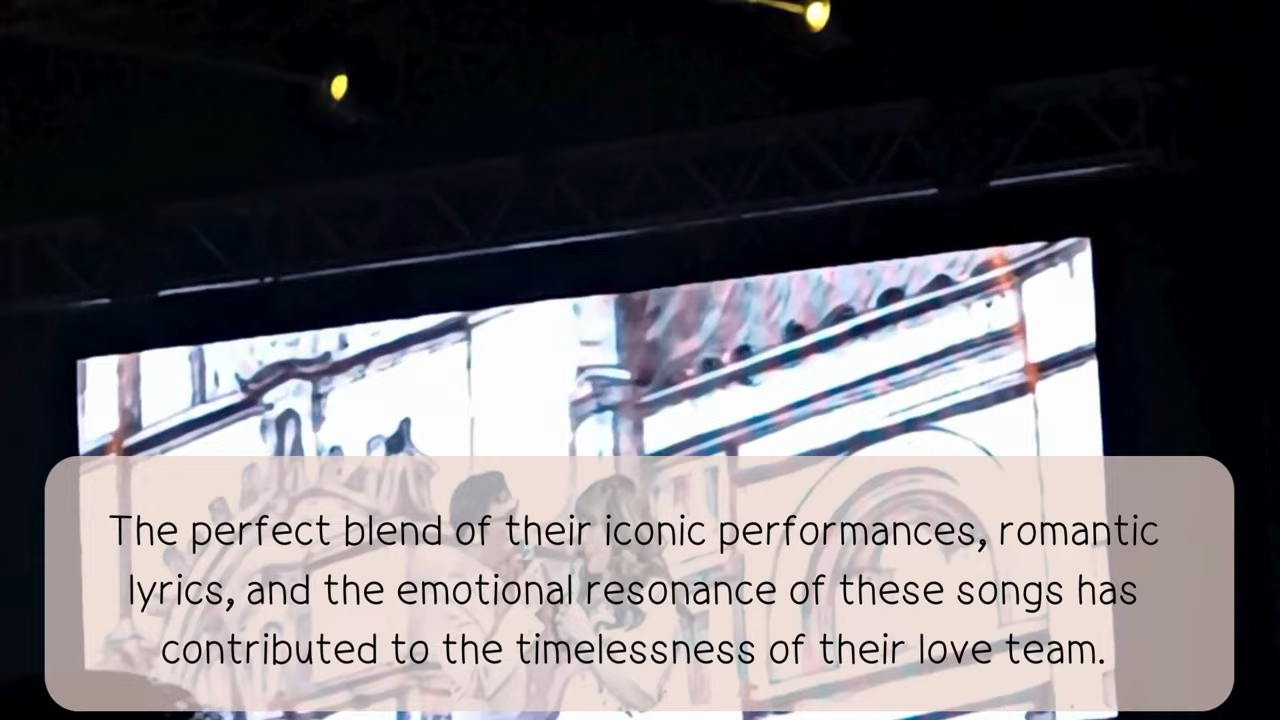 The perfect blend of their iconic performances, romantic
lyrics, and the emotional resonance of these songs has
contributed to the timelessness of their love team.